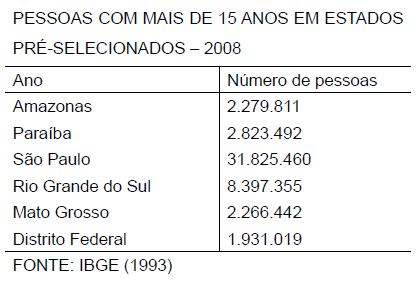 PESSOAS COM MAIS DE 15 ANOS EM ESTADOS
PRÉ-SELECIONADOS – 2008
Ano Número de pessoas
Amazonas 2.279.811
Paraíba 2.823.492
São Paulo 31.825.460
Rio Grande do Sul 8.397.355
Mato Grosso 2.266.442
Distrito Federal 1.931.019
FONTE: IBGE (1993)